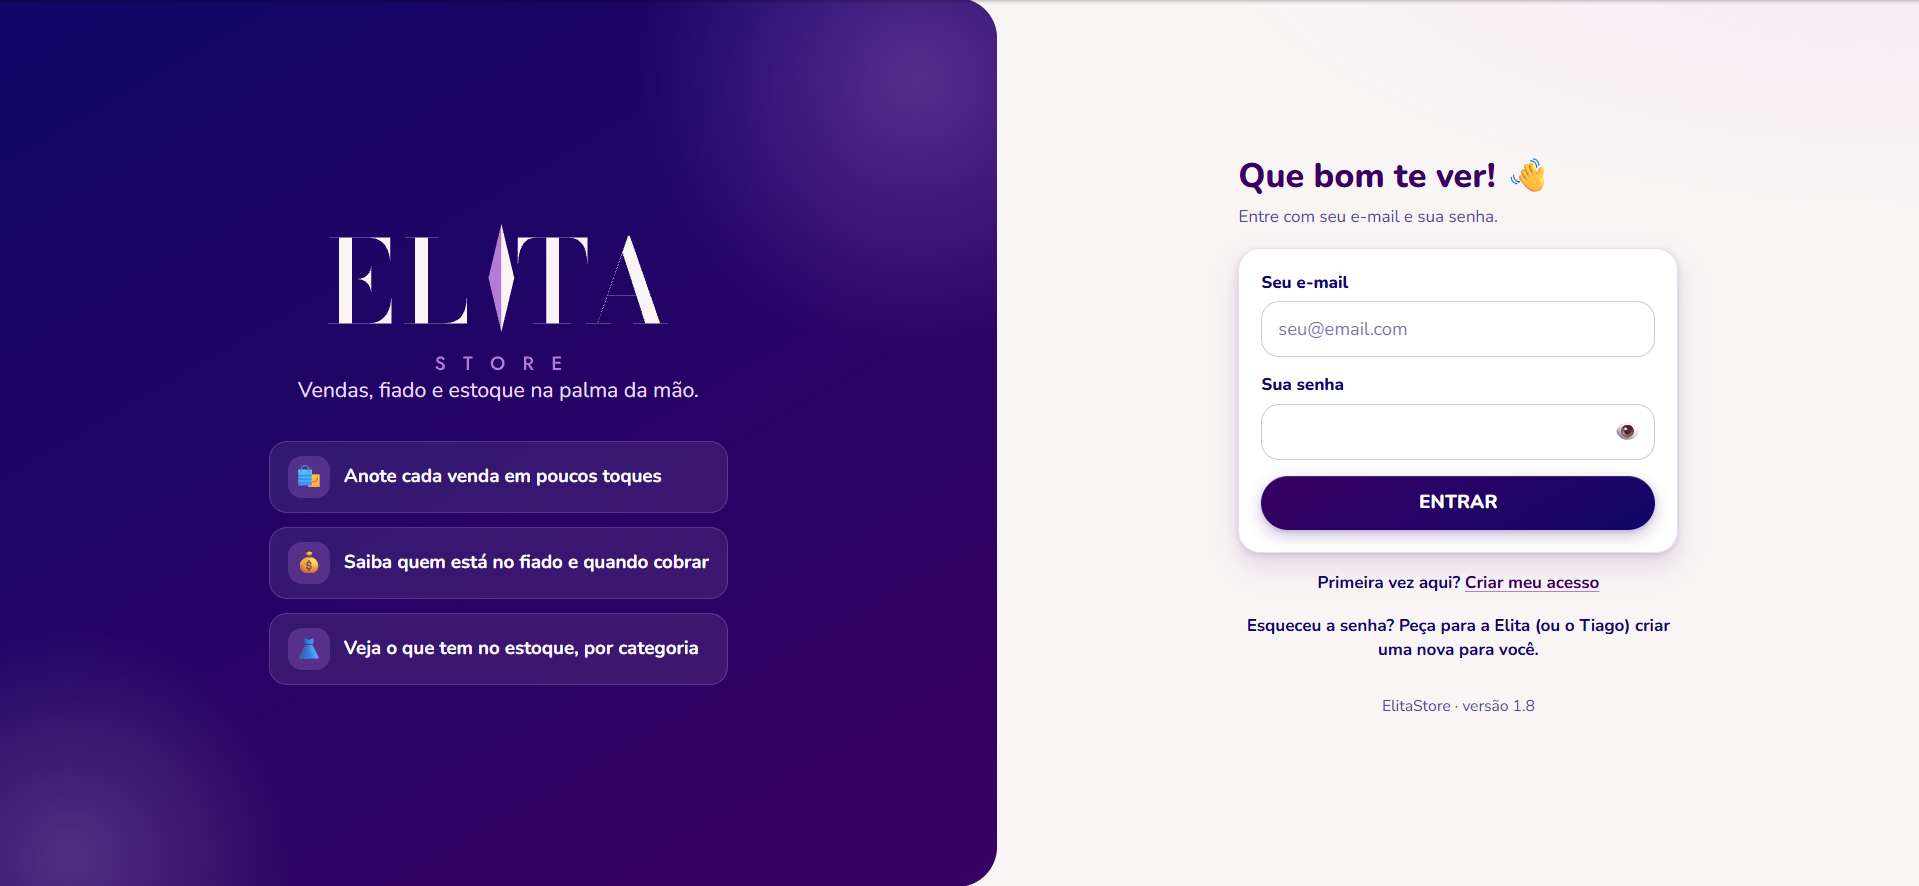 ELITA
STORE
Vendas, fiado e estoque na palma da mão.
Anote cada venda em poucos toques
Saiba quem está no fiado e quando cobrar
Veja o que tem no estoque, por categoria
Que bom te ver!
Entre com seu e-mail e sua senha.
Seu e-mail
seu@email.com
Sua senha
ENTRAR
Primeira vez aqui? Criar meu acesso
Esqueceu a senha? Peça para a Elita (ou o Tiago) criar
uma nova para você.
ElitaStore · versão 1.8